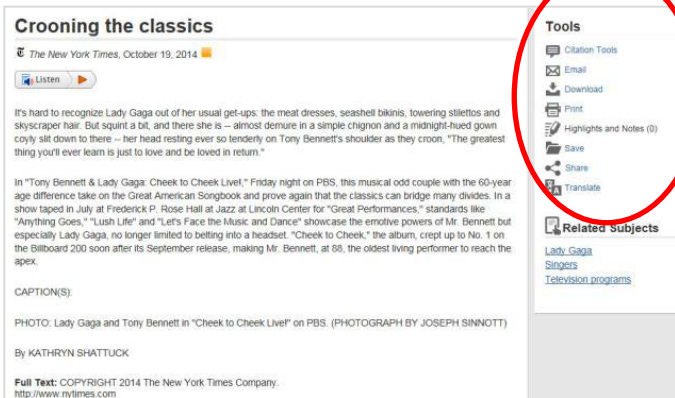 Crooning the classics
The New York Times, October 19, 2014
Listen
It's hard to recognize Lady Gaga out of her usual get-ups: the meat dresses, seashell bikinis, towering stilettos and
skyscraper hair. But squint a bit, and there she is -- almost demure in a simple chignon and a midnight-hued gown
coyly slit down to there -- her head resting ever so tenderly on Tony Bennett's shoulder as they croon, "The greatest
thing you'll ever learn is just to love and be loved in return."
In "Tony Bennett & Lady Gaga: Cheek to Cheek Live!," Friday night on PBS, this musical odd couple with the 60-year
age difference take on the Great American Songbook and prove again that the classics can bridge many divides. In a
show taped in July at Frederick P. Rose Hall at Jazz at Lincoln Center for "Great Performances," standards like
"Anything Goes," "Lush Life" and "Let's Face the Music and Dance" showcase the emotive powers of Mr. Bennett but
especially Lady Gaga, no longer limited to belting into a headset. "Cheek to Cheek," the album, crept up to No. 1 on
the Billboard 200 soon after its September release, making Mr. Bennett, at 88, the oldest living performer to reach the
apex.
CAPTION(S):
PHOTO: Lady Gaga and Tony Bennett in "Cheek to Cheek Live!" on PBS. (PHOTOGRAPH BY JOSEPH SINNOTT)
By KATHRYN SHATTUCK
Full Text: COPYRIGHT 2014 The New York Times Company.
http://www.nytimes.com
Tools
Citation Tools
Email
Download
Print
Highlights and Notes (0)
Save
Share
Translate
Related Subjects
Lady Gaga
Singers
Television programs